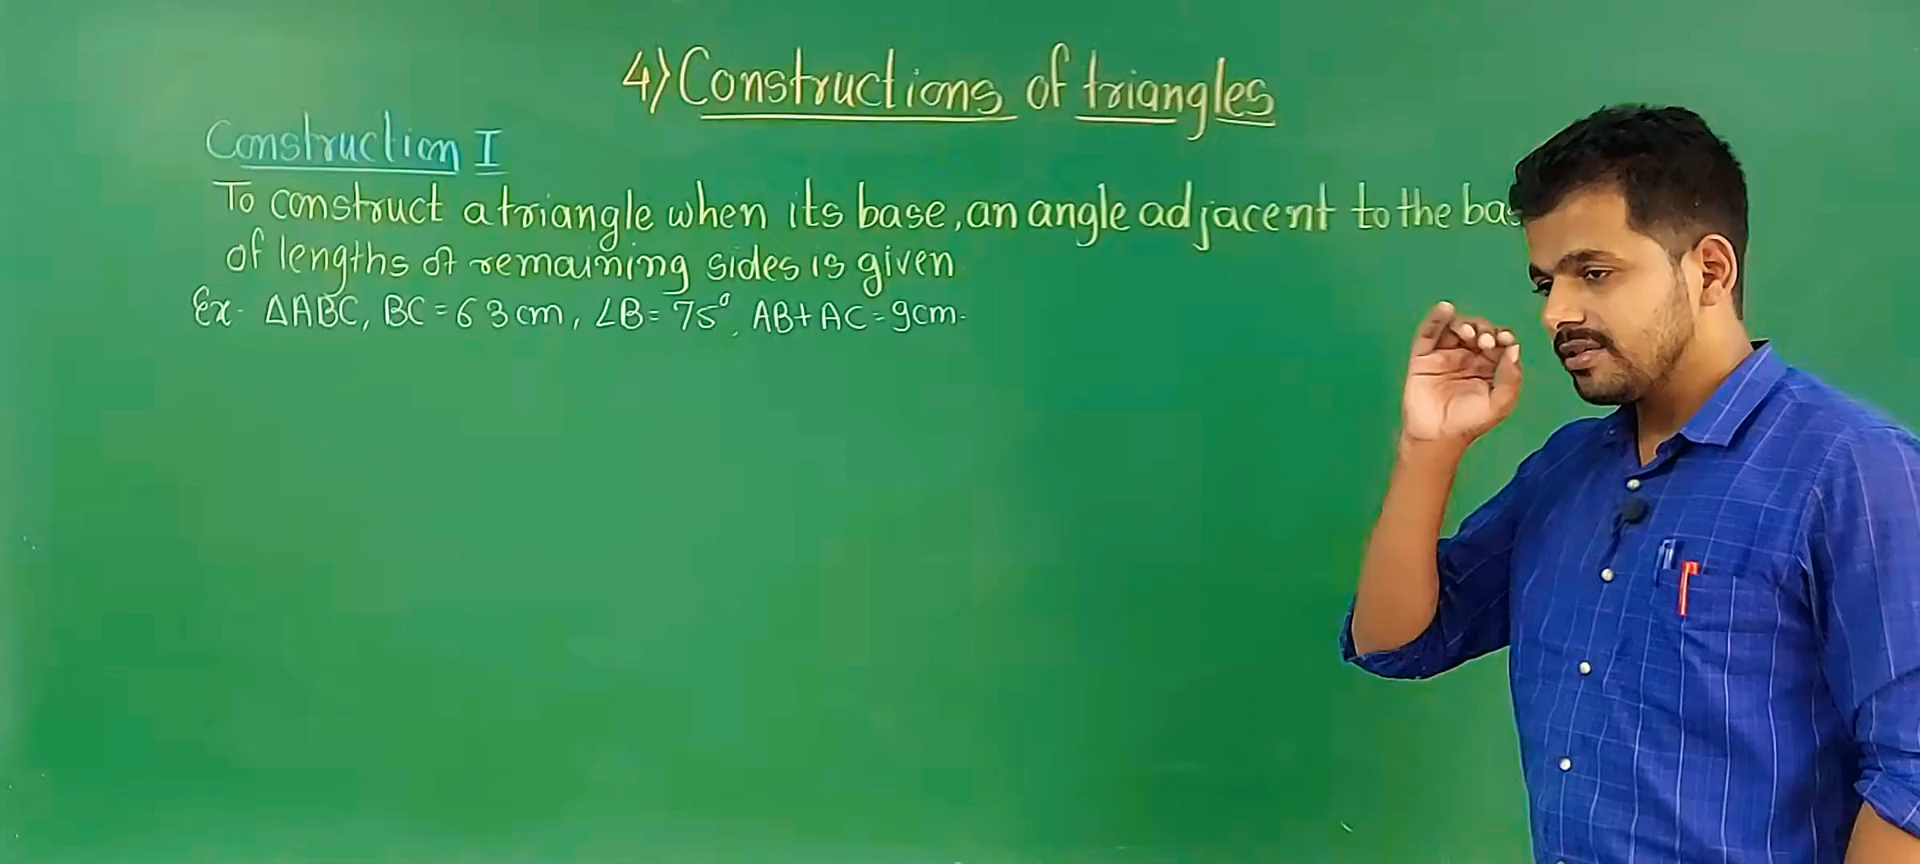 4) Constructions of triangles
Construction I
To construct a triangle when its base, an angle adjacent to the bas
of lengths of remaining sides is given
Ex- ΔABC, BC = 6 3 cm, ∠B = 75°, AB + AC = 9cm.